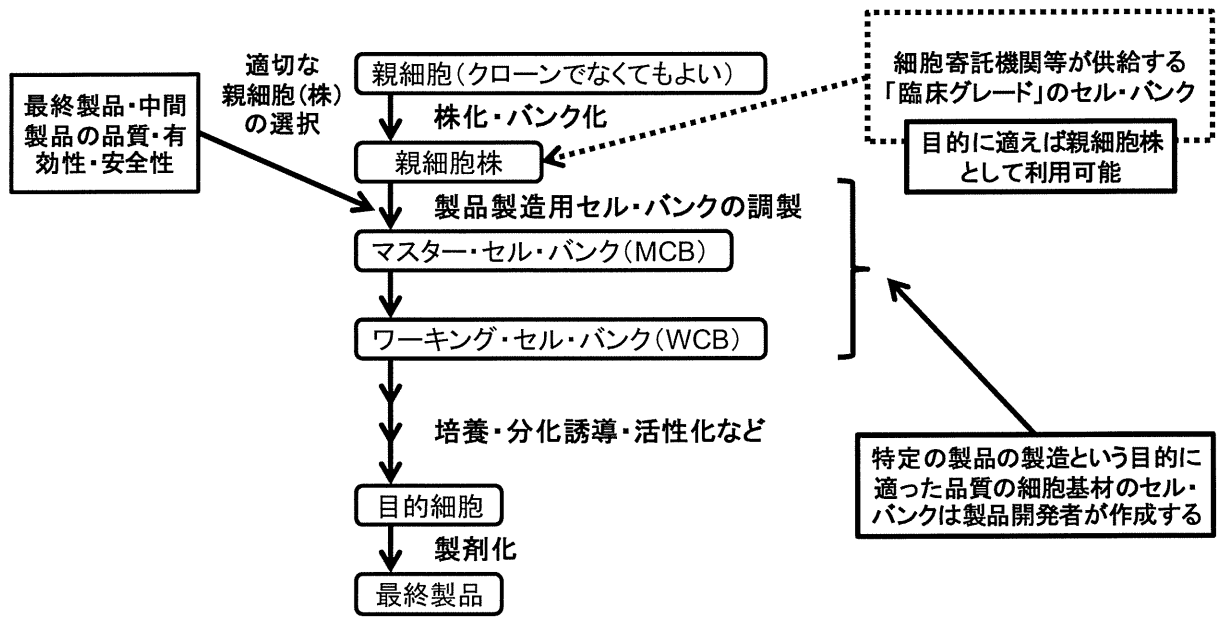 適切な
親細胞(株)
の選択
最終製品・中間
製品の品質・有
効性・安全性
親細胞(クローンでなくてもよい)
株化・バンク化
親細胞株
製品製造用セル・バンクの調製
マスター・セル・バンク(MCB)
ワーキング・セル・バンク(WCB)
培養・分化誘導・活性化など
目的細胞
製剤化
最終製品
細胞寄託機関等が供給する
「臨床グレード」のセル・バンク
目的に適えば親細胞株
として利用可能
特定の製品の製造という目的に
適った品質の細胞基材のセル・
バンクは製品開発者が作成する